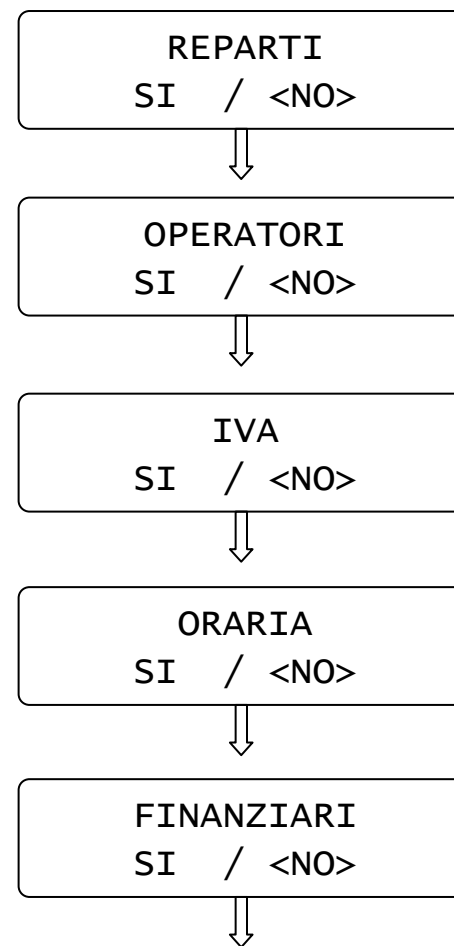 REPARTI
SI / <NO>
OPERATORI
SI / <NO>
IVA
SI / <NO>
ORARIA
SI / <NO>
FINANZIARI
SI / <NO>